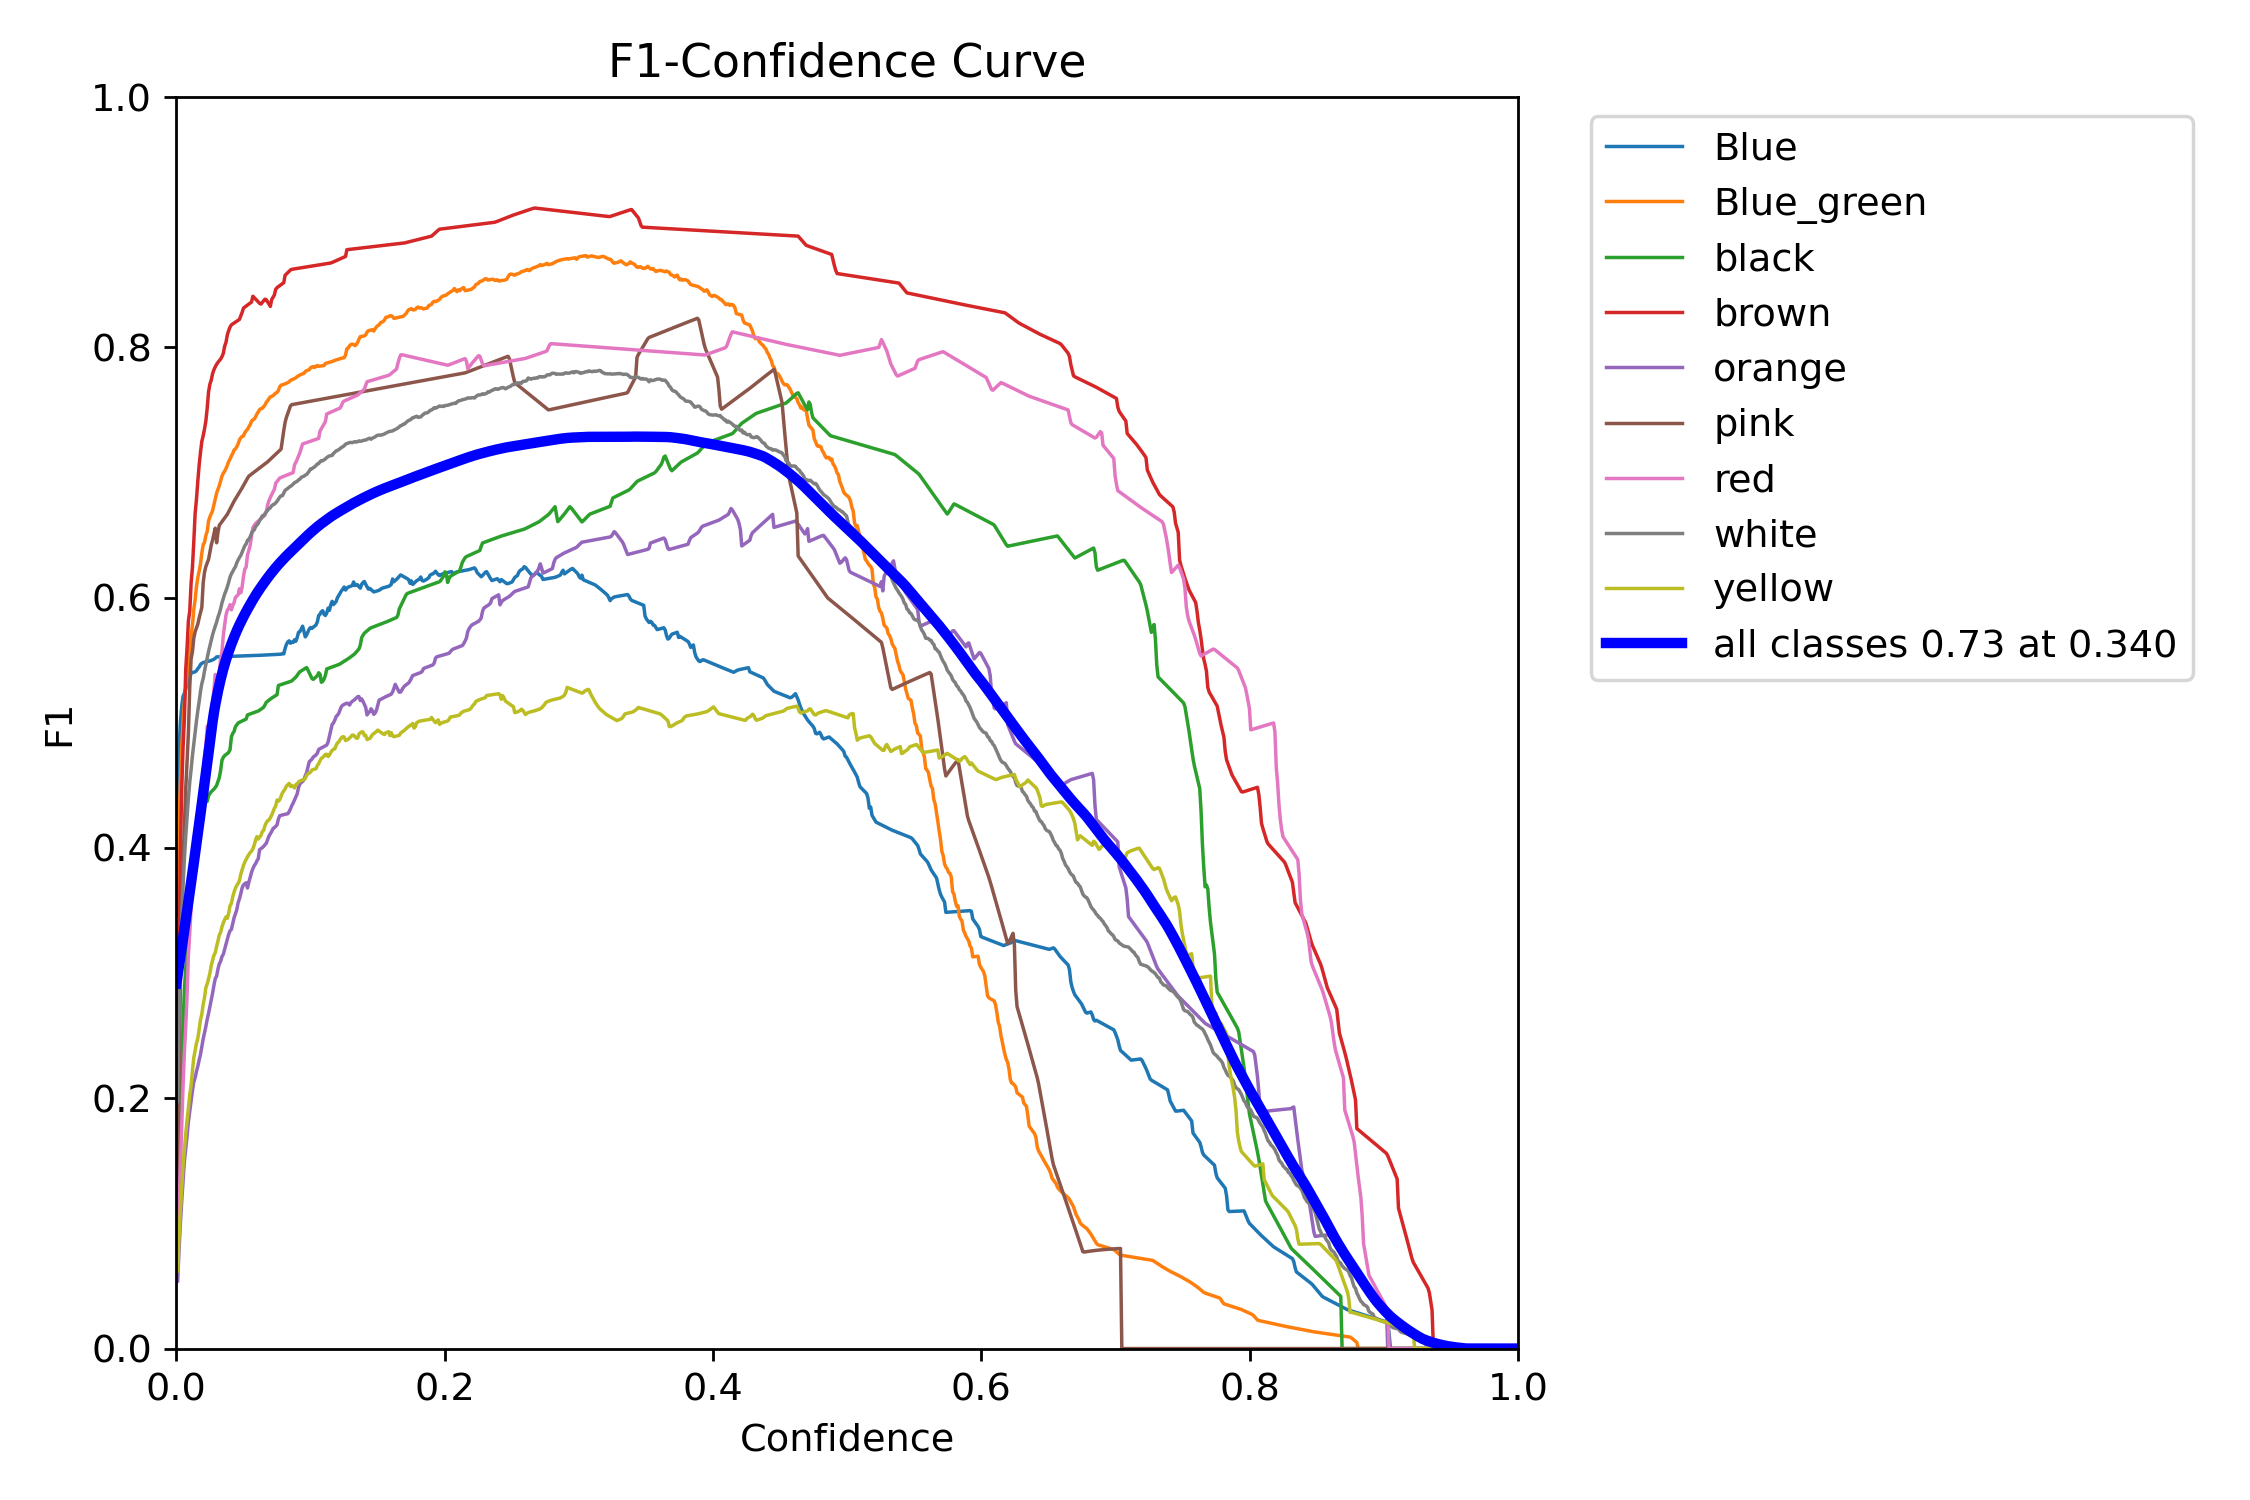 F1-Confidence Curve
1.0
0.8
0.6
0.4
0.2
0.0
F1
0.0 0.2 0.4 0.6 0.8 1.0
Confidence
Blue
Blue_green
black
brown
orange
pink
red
white
yellow
all classes 0.73 at 0.340